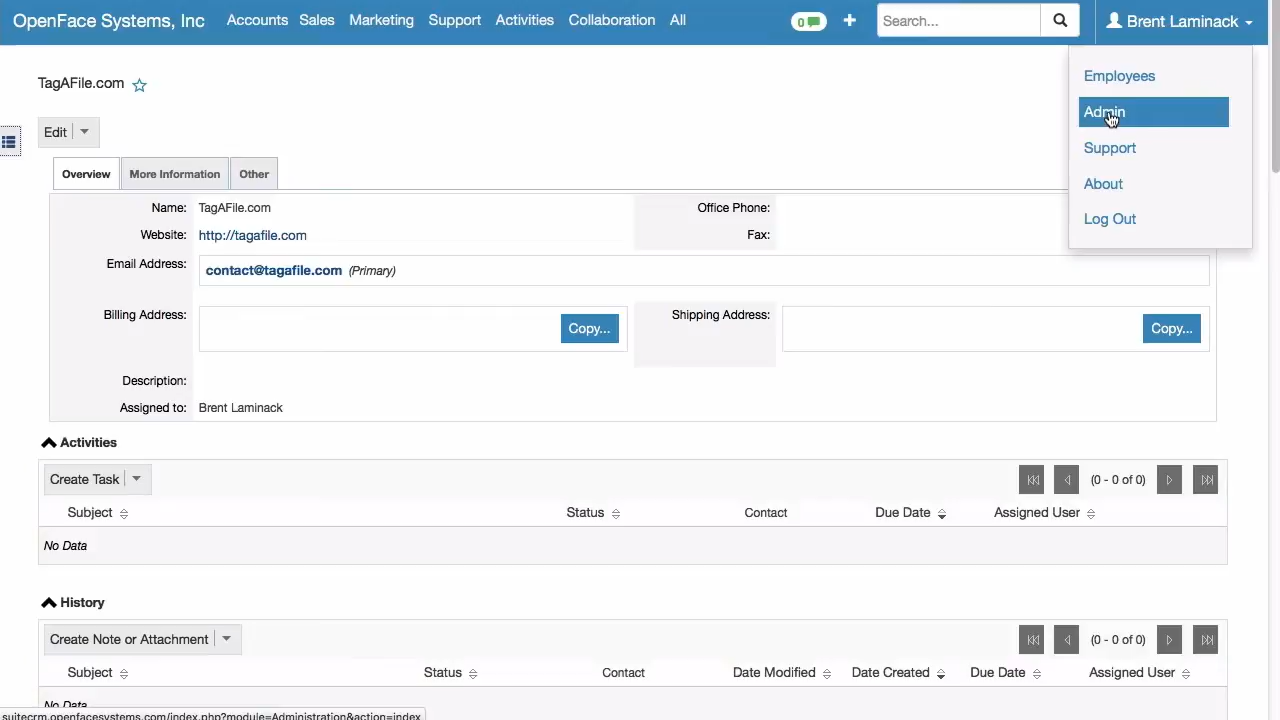 OpenFace Systems, Inc Accounts Sales Marketing Support Activities Collaboration All 0 Search... Brent Laminack
Employees
TagAFile.com
Admin
Edit
Support
Overview More Information Other
About
Name: TagAFile.com Office Phone:
Log Out
Website: http://tagafile.com Fax:
Email Address: contact@tagafile.com (Primary)
Billing Address: Copy... Shipping Address: Copy...
Description:
Assigned to: Brent Laminack
Activities
Create Task (0 - 0 of 0)
Subject Status Contact Due Date Assigned User
No Data
History
Create Note or Attachment (0 - 0 of 0)
Subject Status Contact Date Modified Date Created Due Date Assigned User
No Data
suitecrm.openfacesystems.com/index.php?module=Administration&action=index